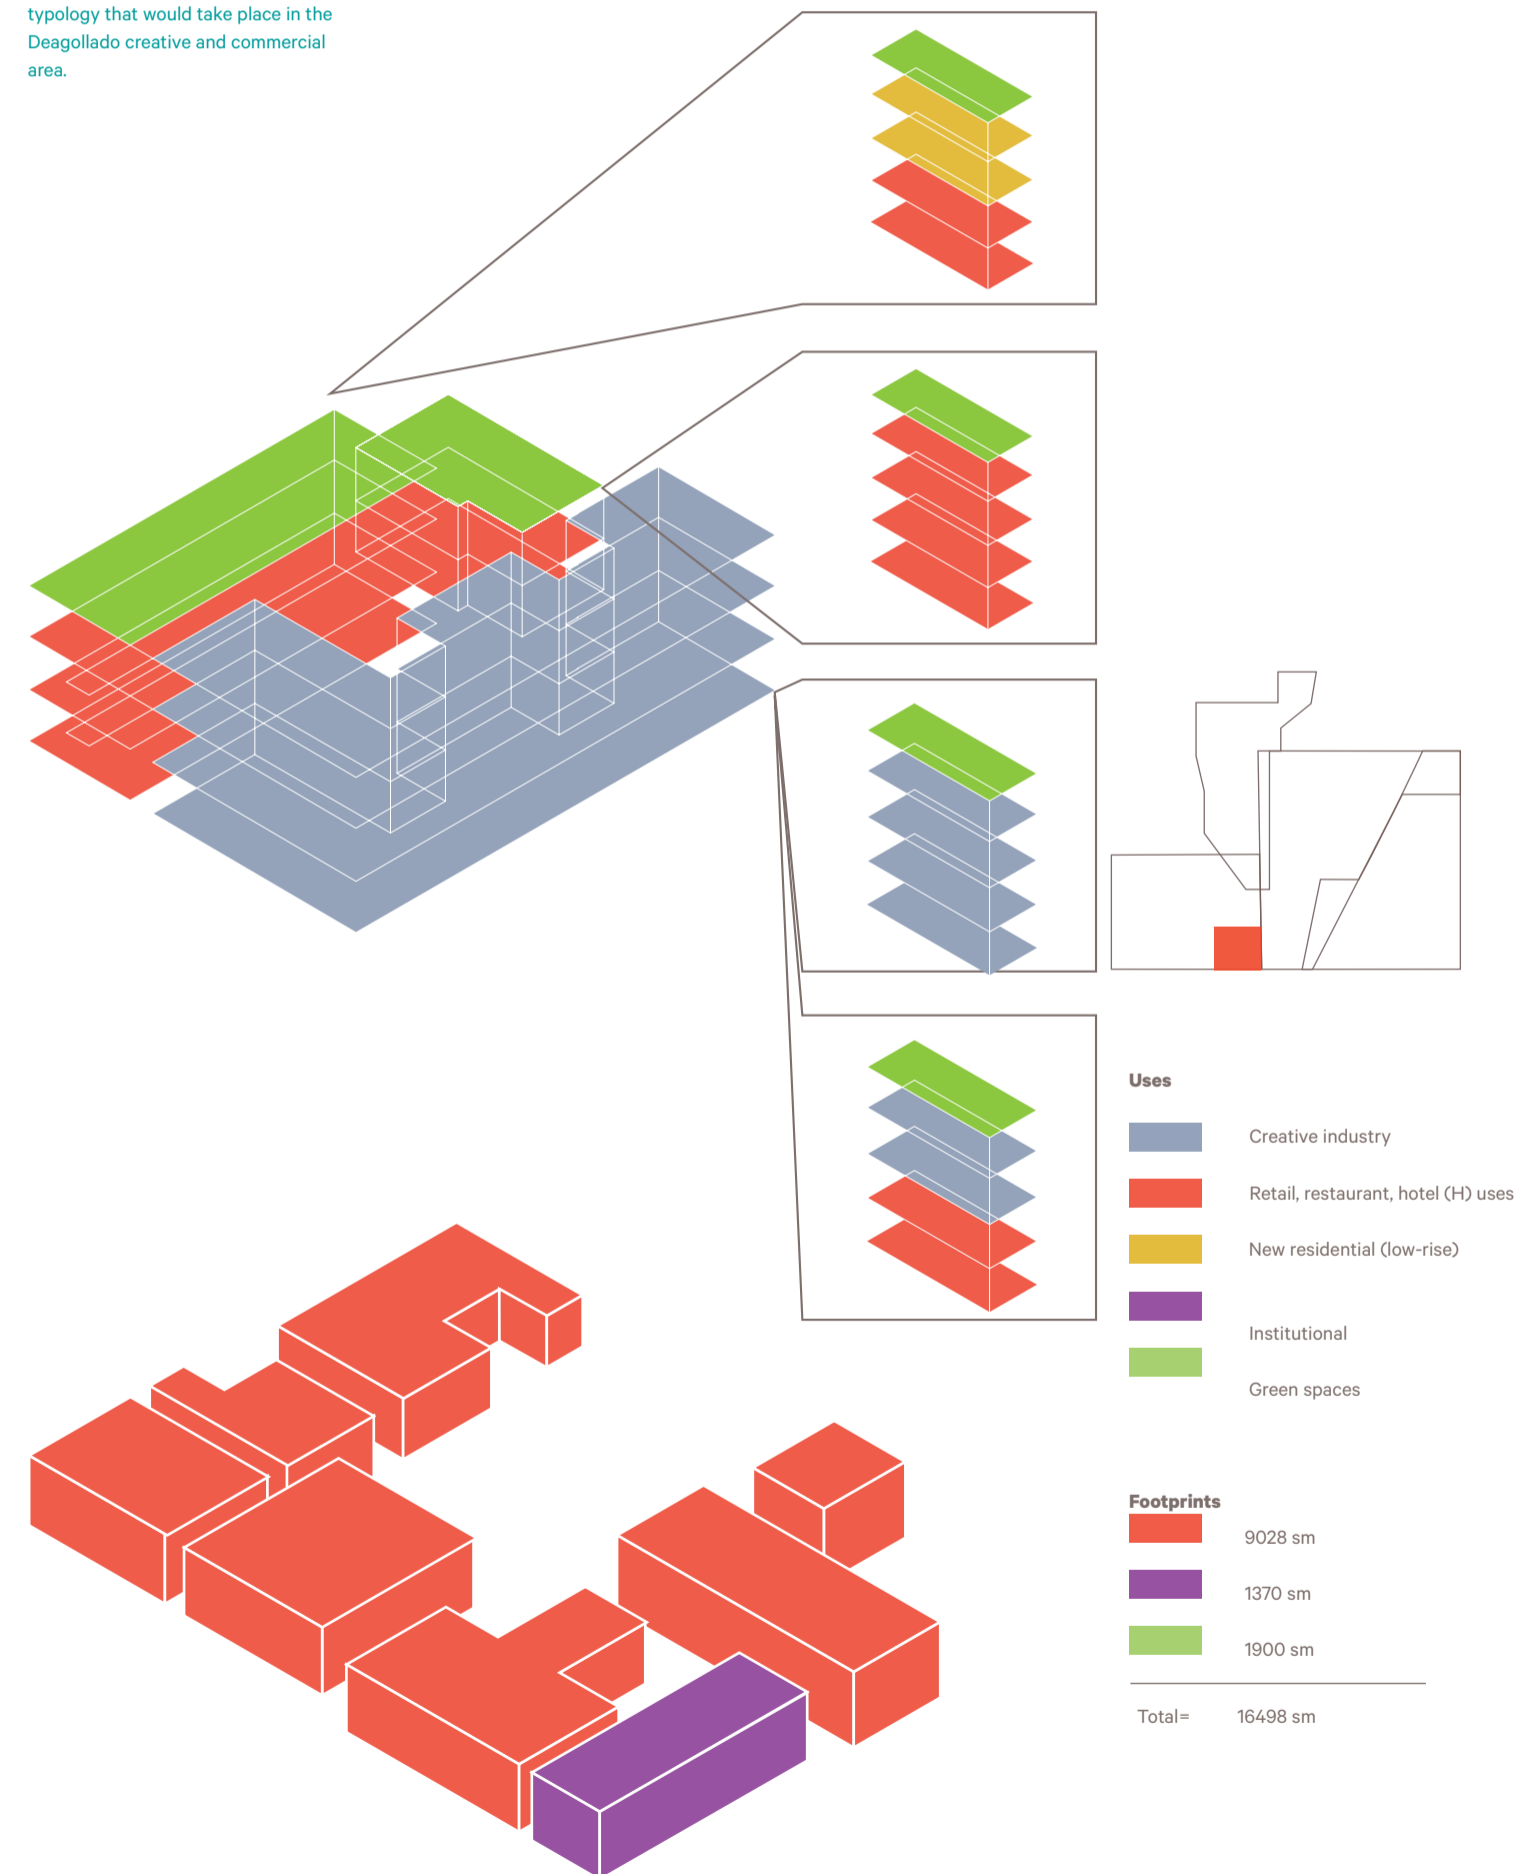 typology that would take place in the
Deagollado creative and commercial
area.
Uses
Creative industry
Retail, restaurant, hotel (H) uses
New residential (low-rise)
Institutional
Green spaces
Footprints
9028 sm
1370 sm
1900 sm
Total= 16498 sm